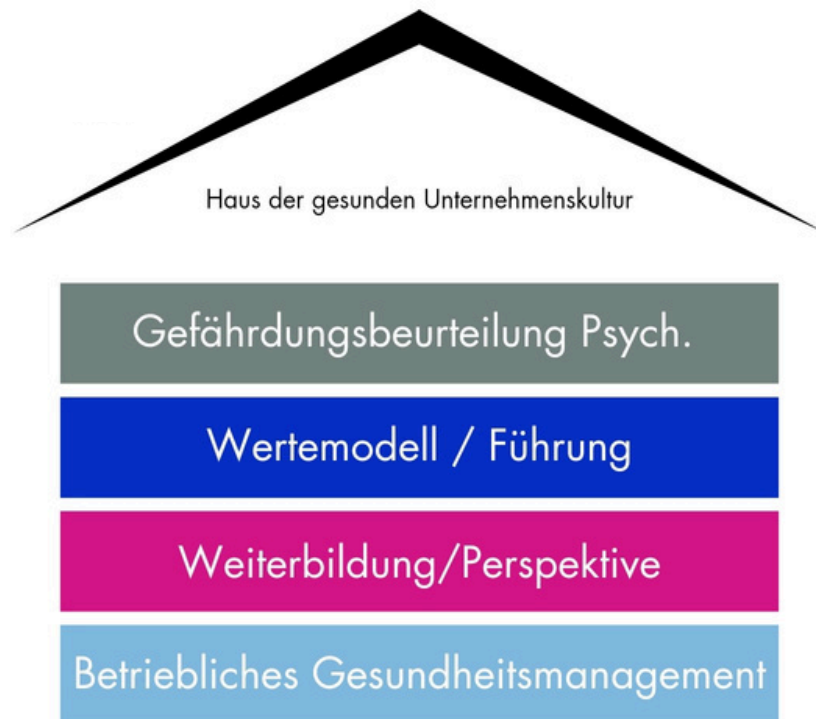 Haus der gesunden Unternehmenskultur
Gefährdungsbeurteilung Psych.
Wertemodell / Führung
Weiterbildung/Perspektive
Betriebliches Gesundheitsmanagement